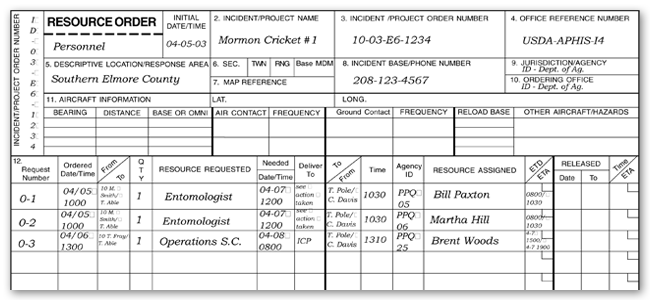 RESOURCE ORDER
Personnel
INITIAL
DATE/TIME
04-05-03
2. INCIDENT/PROJECT NAME
Mormon Cricket #1
3. INCIDENT /PROJECT ORDER NUMBER
10-03-E6-1234
4. OFFICE REFERENCE NUMBER
USDA-APHIS-I4
INCIDENT/PROJECT ORDER NUMBER
5. DESCRIPTIVE LOCATION/RESPONSE AREA
Southern Elmore County
6. SEC. TWN RNG Base MDM
7. MAP REFERENCE
8. INCIDENT BASE/PHONE NUMBER
208-123-4567
9. JURISDICTION/AGENCY
ID - Dept. of Ag.
10. ORDERING OFFICE
ID - Dept. of Ag.
11. AIRCRAFT INFORMATION LAT. LONG.
BEARING DISTANCE BASE OR OMNI AIR CONTACT FREQUENCY Ground Contact FREQUENCY RELOAD BASE OTHER AIRCRAFT/HAZARDS
1
2
3
4
12.
Request
Number
Ordered
Date/Time
From
To
Q
T
Y
RESOURCE REQUESTED
Needed
Date/Time
Deliver
To
To
From
Time
Agency
ID
RESOURCE ASSIGNED
ETD
ETA
RELEASED
Date To
Time
ETA
0-1 04/05 1000 10 M. Smith/ T. Able 1 Entomologist 04-07 1200 see action taken T. Pole/ C. Davis 1030 PPQ 05 Bill Paxton 0800/ 1030
0-2 04/05 1000 10 M. Smith/ T. Able 1 Entomologist 04-07 1200 see action taken T. Pole/ C. Davis 1030 PPQ 06 Martha Hill 0800/ 1030
0-3 04/06 1300 10 T. Fray/ T. Able 1 Operations S.C. 04-08 0800 ICP T. Pole/ C. Davis 1310 PPQ 25 Brent Woods 4-7 1500/ 4-7 1900